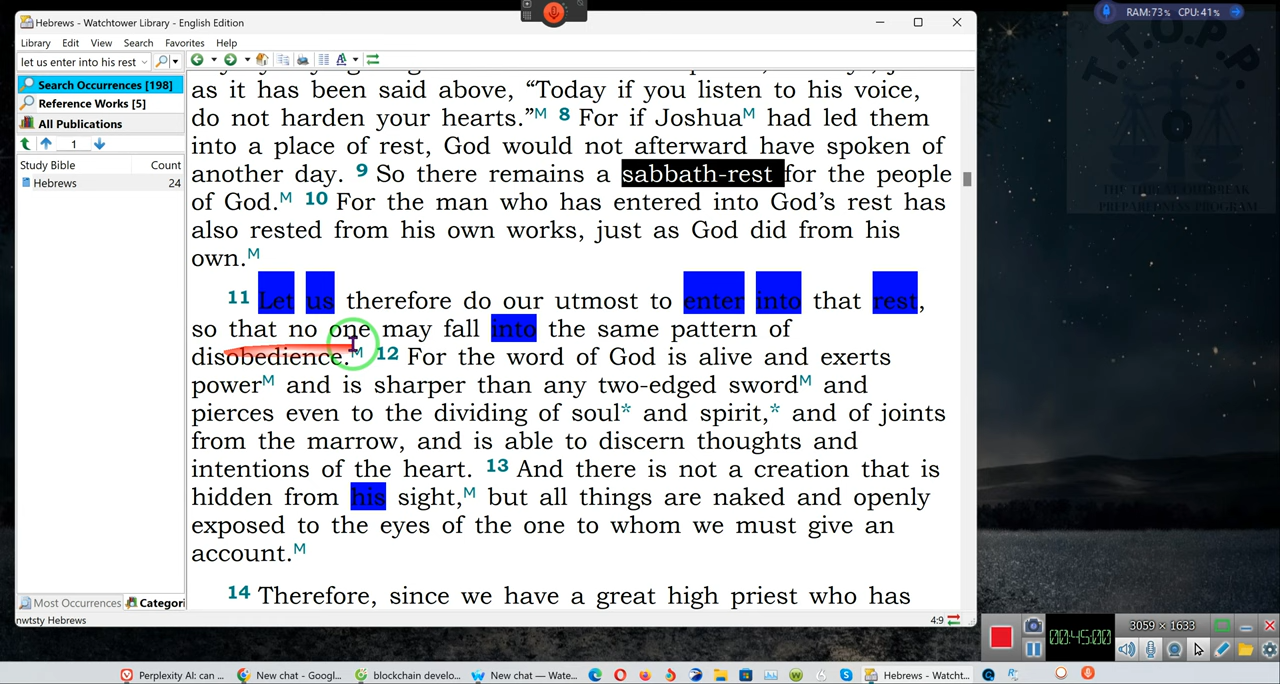 RAM:73% CPU:41%
Hebrews - Watchtower Library - English Edition
Library Edit View Search Favorites Help
let us enter into his rest
Search Occurrences [198]
Reference Works [5]
All Publications
1
Study Bible Count
Hebrews 24
as it has been said above, “Today if you listen to his voice,
do not harden your hearts.”M 8 For if JoshuaM had led them
into a place of rest, God would not afterward have spoken of
another day. 9 So there remains a sabbath-rest for the people
of God.M 10 For the man who has entered into God’s rest has
also rested from his own works, just as God did from his
own.M
11 Let us therefore do our utmost to enter into that rest,
so that no one may fall into the same pattern of
disobedience.M 12 For the word of God is alive and exerts
powerM and is sharper than any two-edged swordM and
pierces even to the dividing of soul* and spirit,* and of joints
from the marrow, and is able to discern thoughts and
intentions of the heart. 13 And there is not a creation that is
hidden from his sight,M but all things are naked and openly
exposed to the eyes of the one to whom we must give an
account.M
14 Therefore, since we have a great high priest who has
Most Occurrences Categori
nwtsty Hebrews 4:9
T.O.P.P.
THE THREAT OUTBREAK
PREPAREDNESS PROGRAM
00:45:00
3059 × 1633
Perplexity AI: can ... New chat - Googl... blockchain develo... New chat — Wate... Hebrews - Watcht...